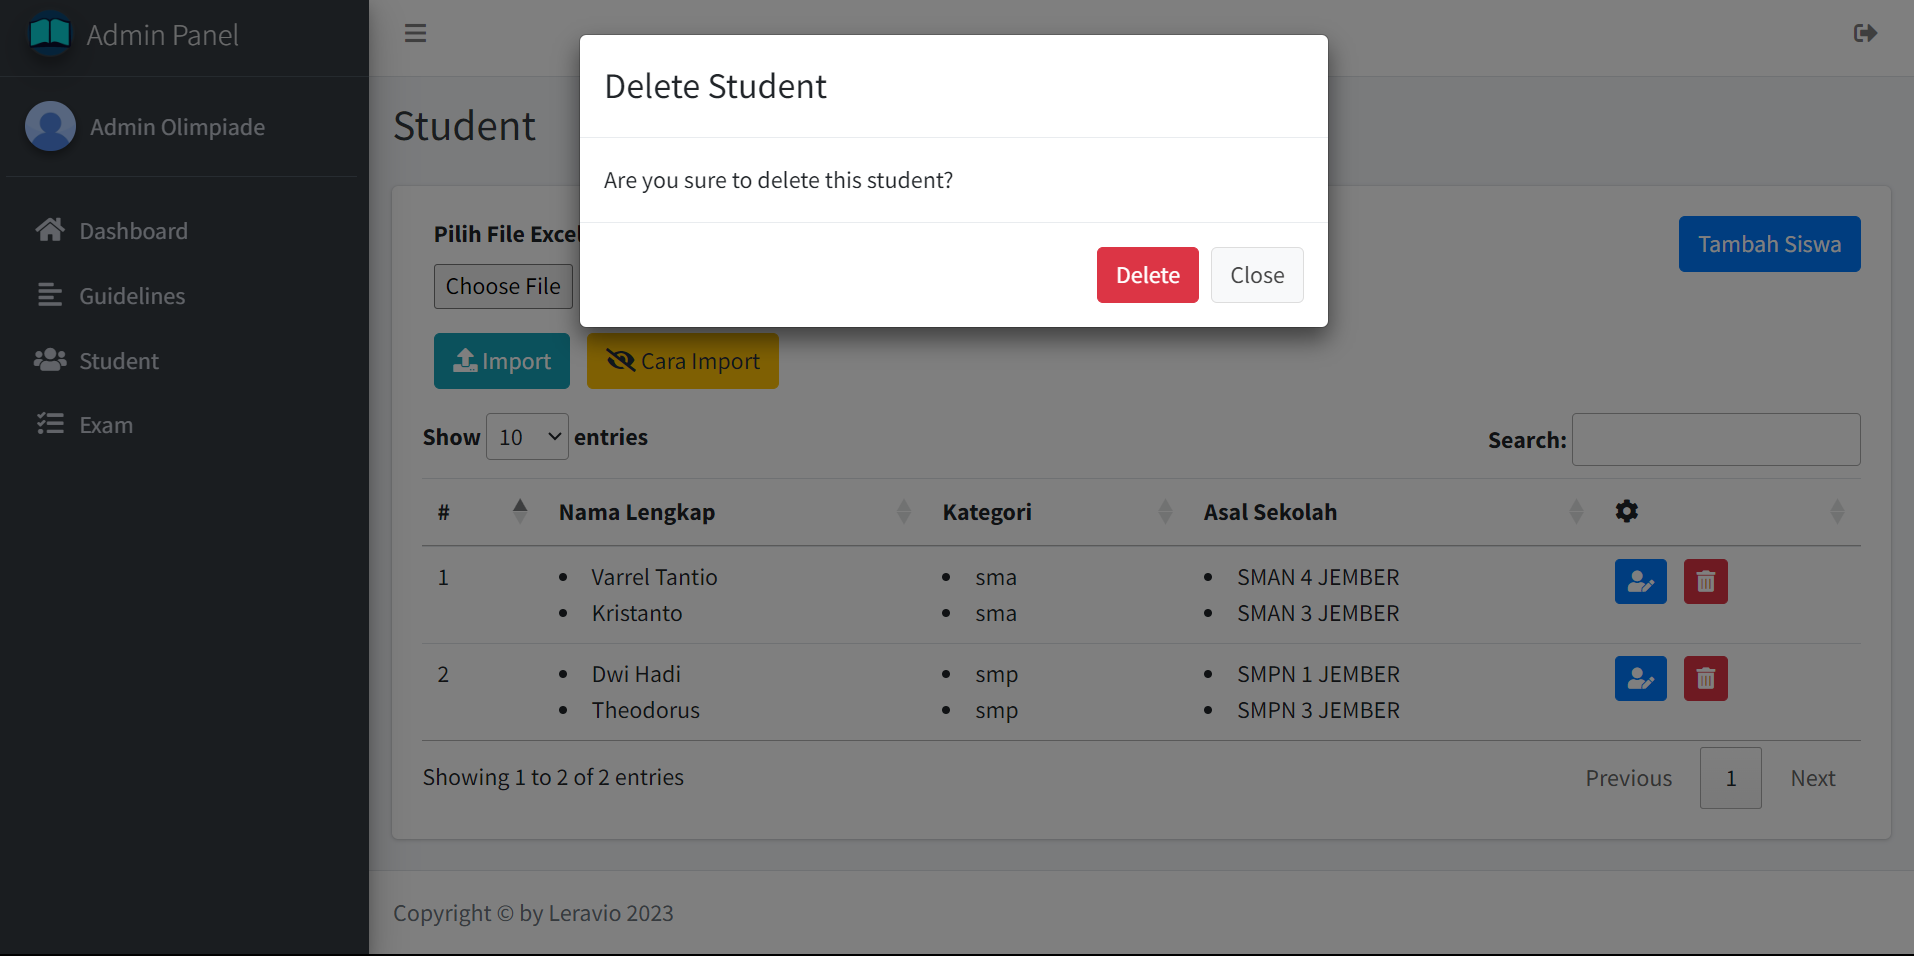 Admin Panel
Admin Olimpiade
Dashboard
Guidelines
Student
Exam
Delete Student
Are you sure to delete this student?
Delete Close
Student
Pilih File Excel
Choose File
Tambah Siswa
Import Cara Import
Show 10 entries Search:
# Nama Lengkap Kategori Asal Sekolah
1 Varrel Tantio sma SMAN 4 JEMBER
Kristanto sma SMAN 3 JEMBER
2 Dwi Hadi smp SMPN 1 JEMBER
Theodorus smp SMPN 3 JEMBER
Showing 1 to 2 of 2 entries Previous 1 Next
Copyright © by Leravio 2023